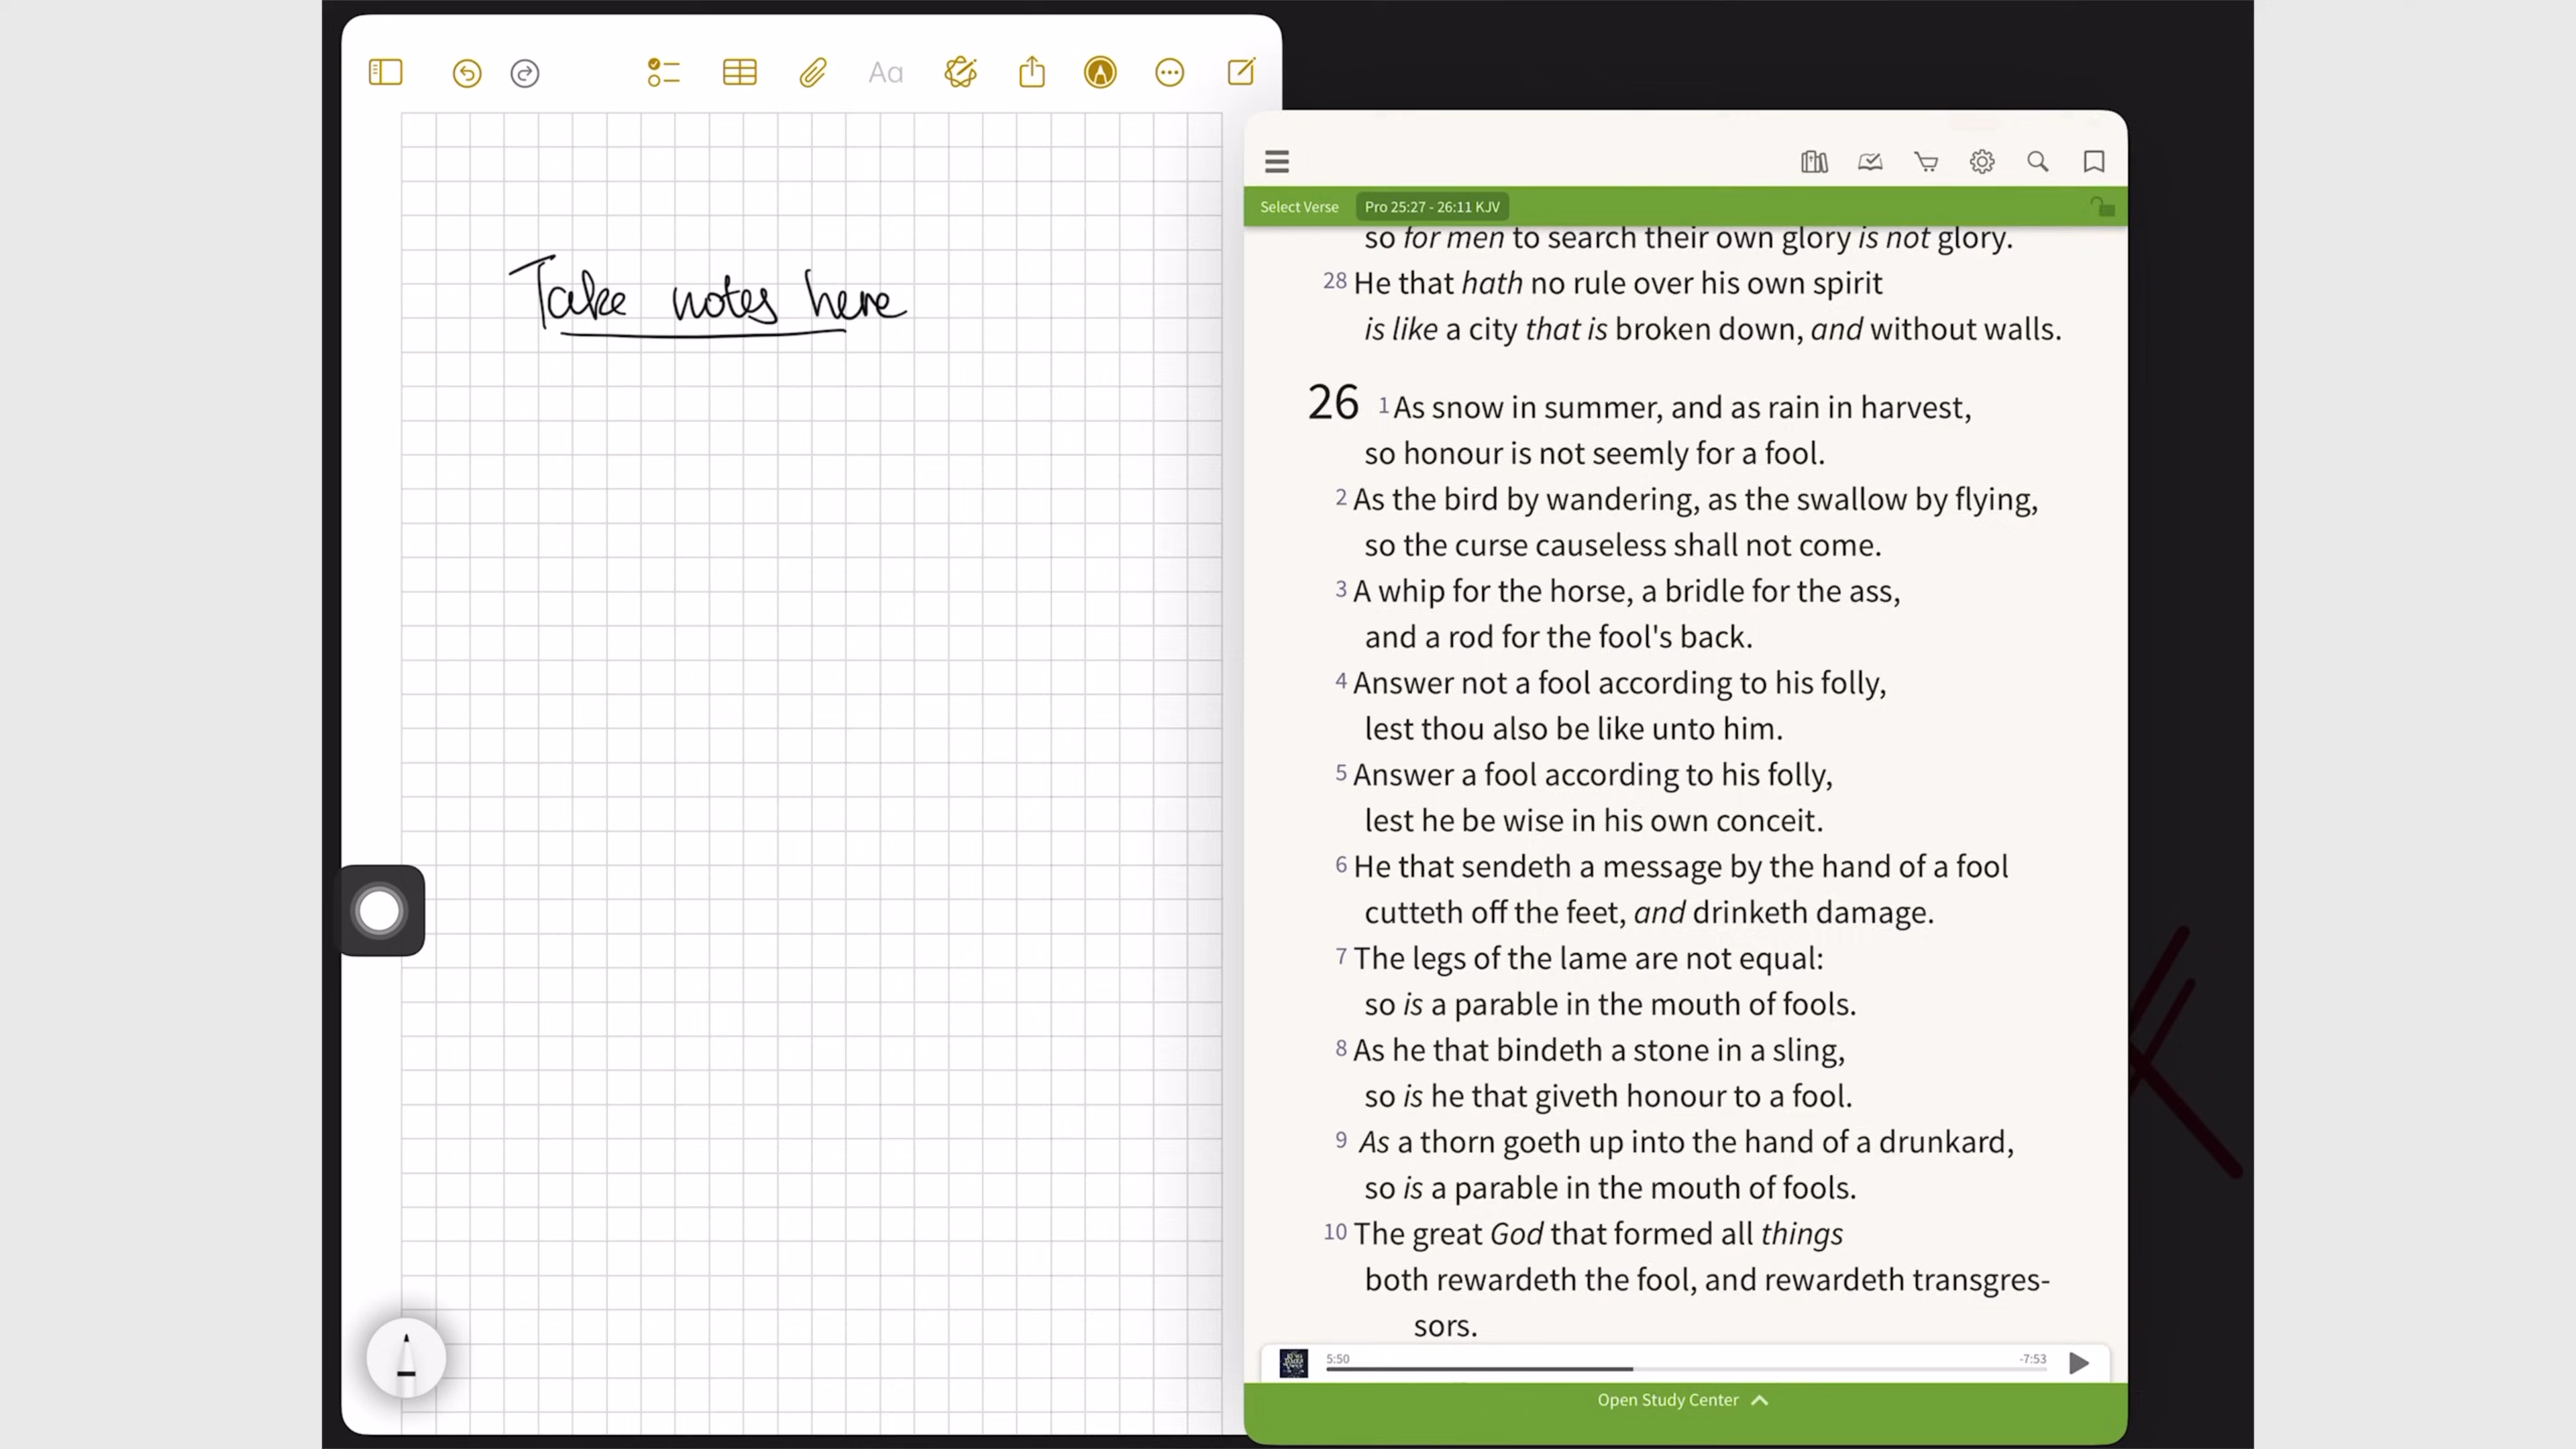 Aa
Take notes here
Select Verse Pro 25:27 - 26:11 KJV
so for men to search their own glory is not glory.
28 He that hath no rule over his own spirit
is like a city that is broken down, and without walls.
26 1 As snow in summer, and as rain in harvest,
so honour is not seemly for a fool.
2 As the bird by wandering, as the swallow by flying,
so the curse causeless shall not come.
3 A whip for the horse, a bridle for the ass,
and a rod for the fool's back.
4 Answer not a fool according to his folly,
lest thou also be like unto him.
5 Answer a fool according to his folly,
lest he be wise in his own conceit.
6 He that sendeth a message by the hand of a fool
cutteth off the feet, and drinketh damage.
7 The legs of the lame are not equal:
so is a parable in the mouth of fools.
8 As he that bindeth a stone in a sling,
so is he that giveth honour to a fool.
9 As a thorn goeth up into the hand of a drunkard,
so is a parable in the mouth of fools.
10 The great God that formed all things
both rewardeth the fool, and rewardeth transgres-
sors.
5:50 -7:53
Open Study Center